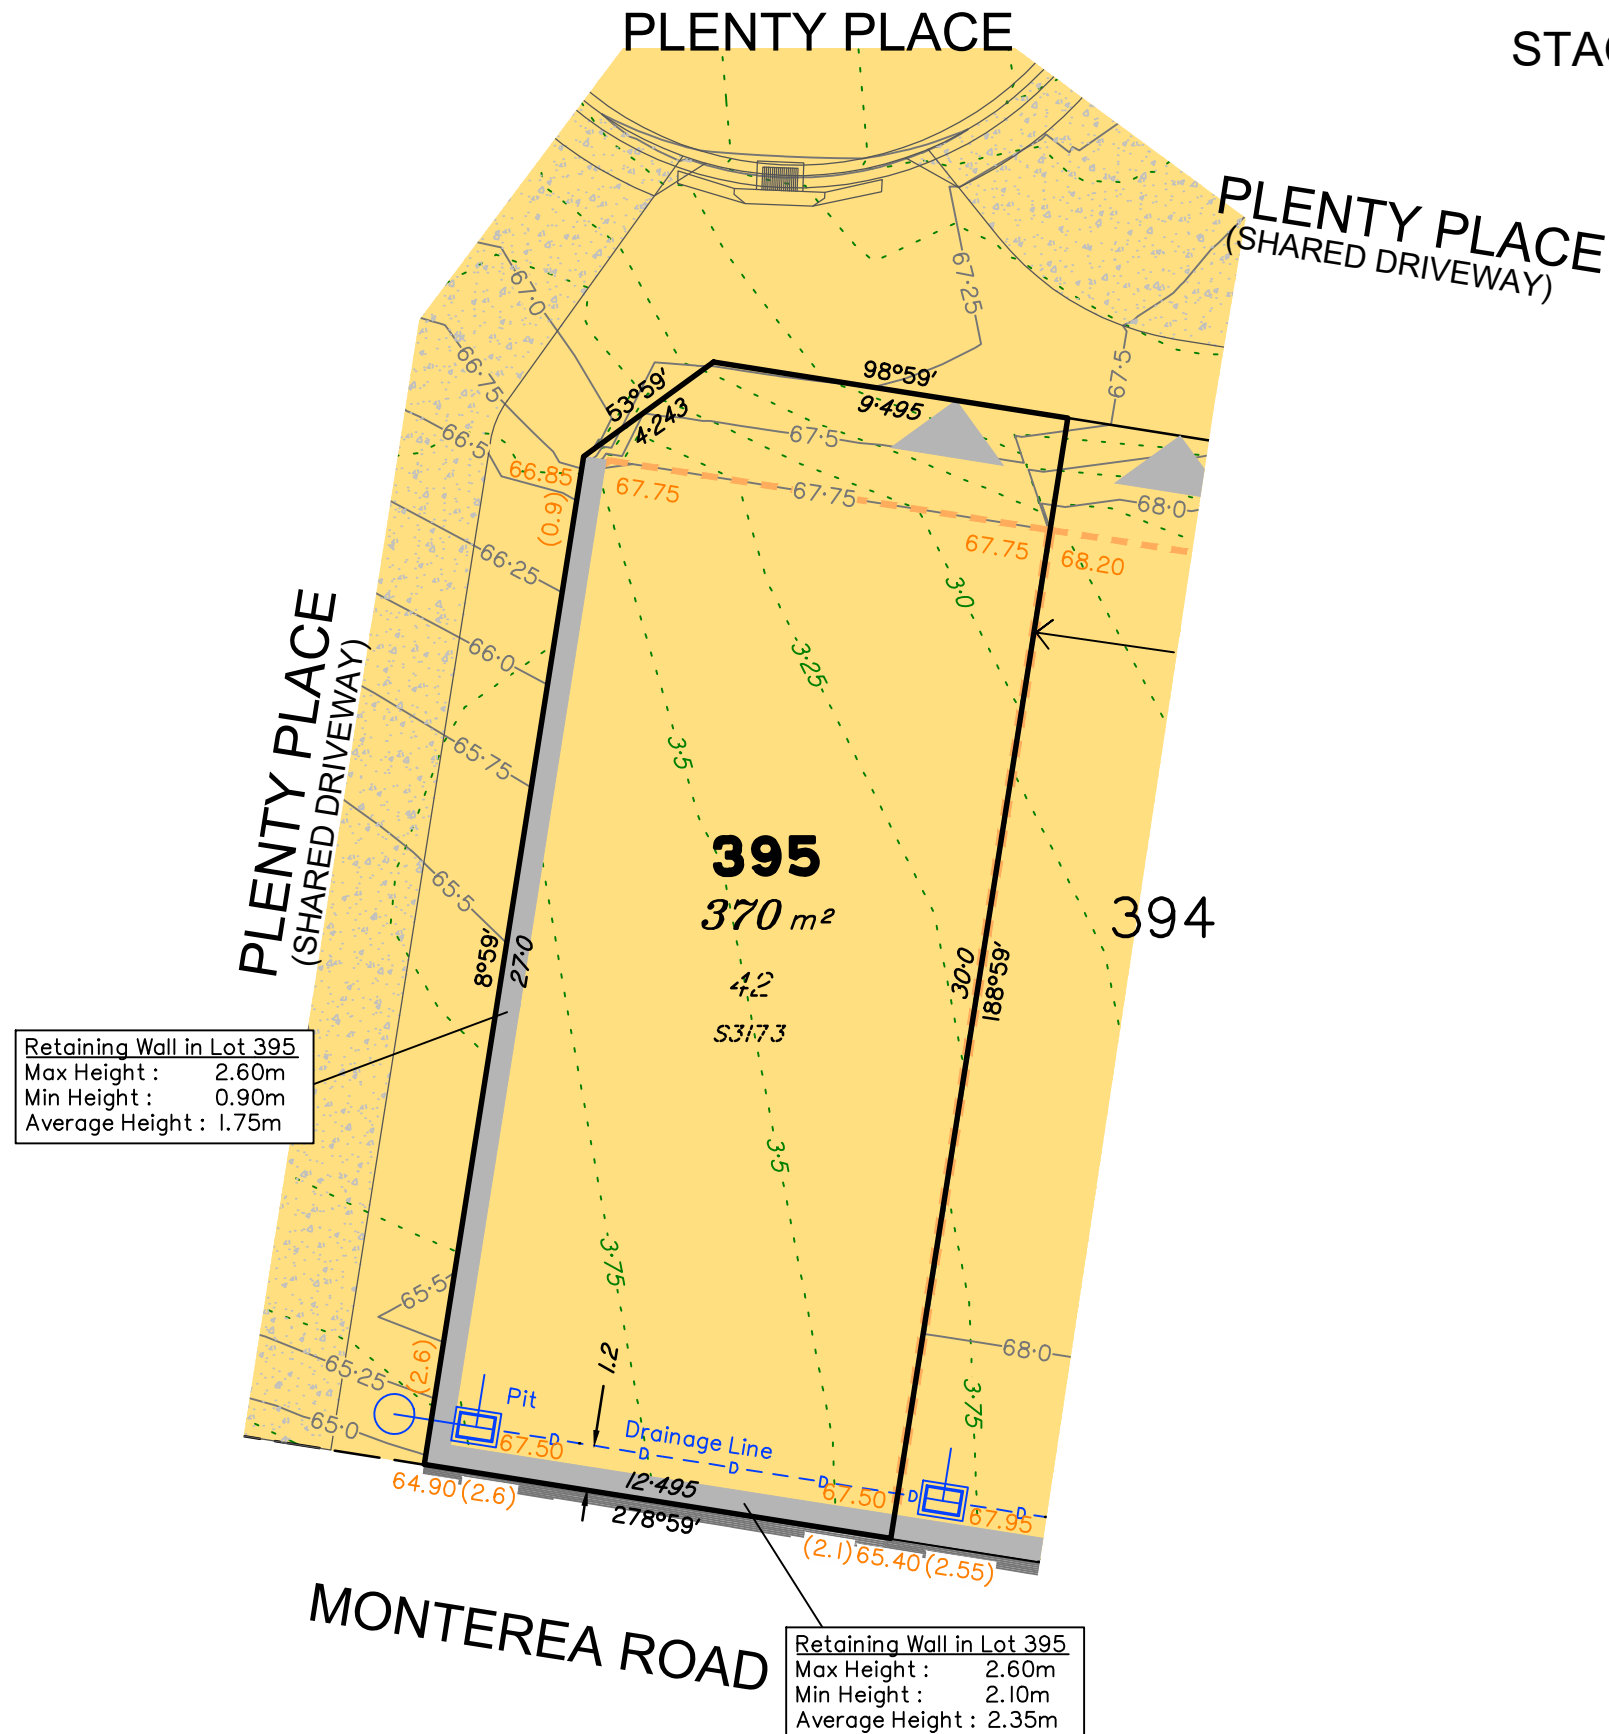 PLENTY PLACE
STAG
PLENTY PLACE
(SHARED DRIVEWAY)
67·0
67·25
66·75
67·5
98°59'
9·495
53°59'
4·243
66·5
67·5
66.85
67.75
67·75
68·0
(0.9)
67.75
68.20
66·25
3·0
66·0
3·25
PLENTY PLACE
(SHARED DRIVEWAY)
65·75
3·5
395
370 m²
394
65·5
8°59'
27·0
42
S3173
30·0
188°59'
Retaining Wall in Lot 395
Max Height : 2.60m
Min Height : 0.90m
Average Height : 1.75m
3·5
3·75
65·5
68·0
(2.6)
1.2
65·25
Pit
3·75
65·0
67.50
D
Drainage Line
D
D
D
D
D
67.50
67.95
64.90(2.6)
12·495
278°59'
(2.1)65.40(2.55)
MONTEREA ROAD
Retaining Wall in Lot 395
Max Height : 2.60m
Min Height : 2.10m
Average Height : 2.35m